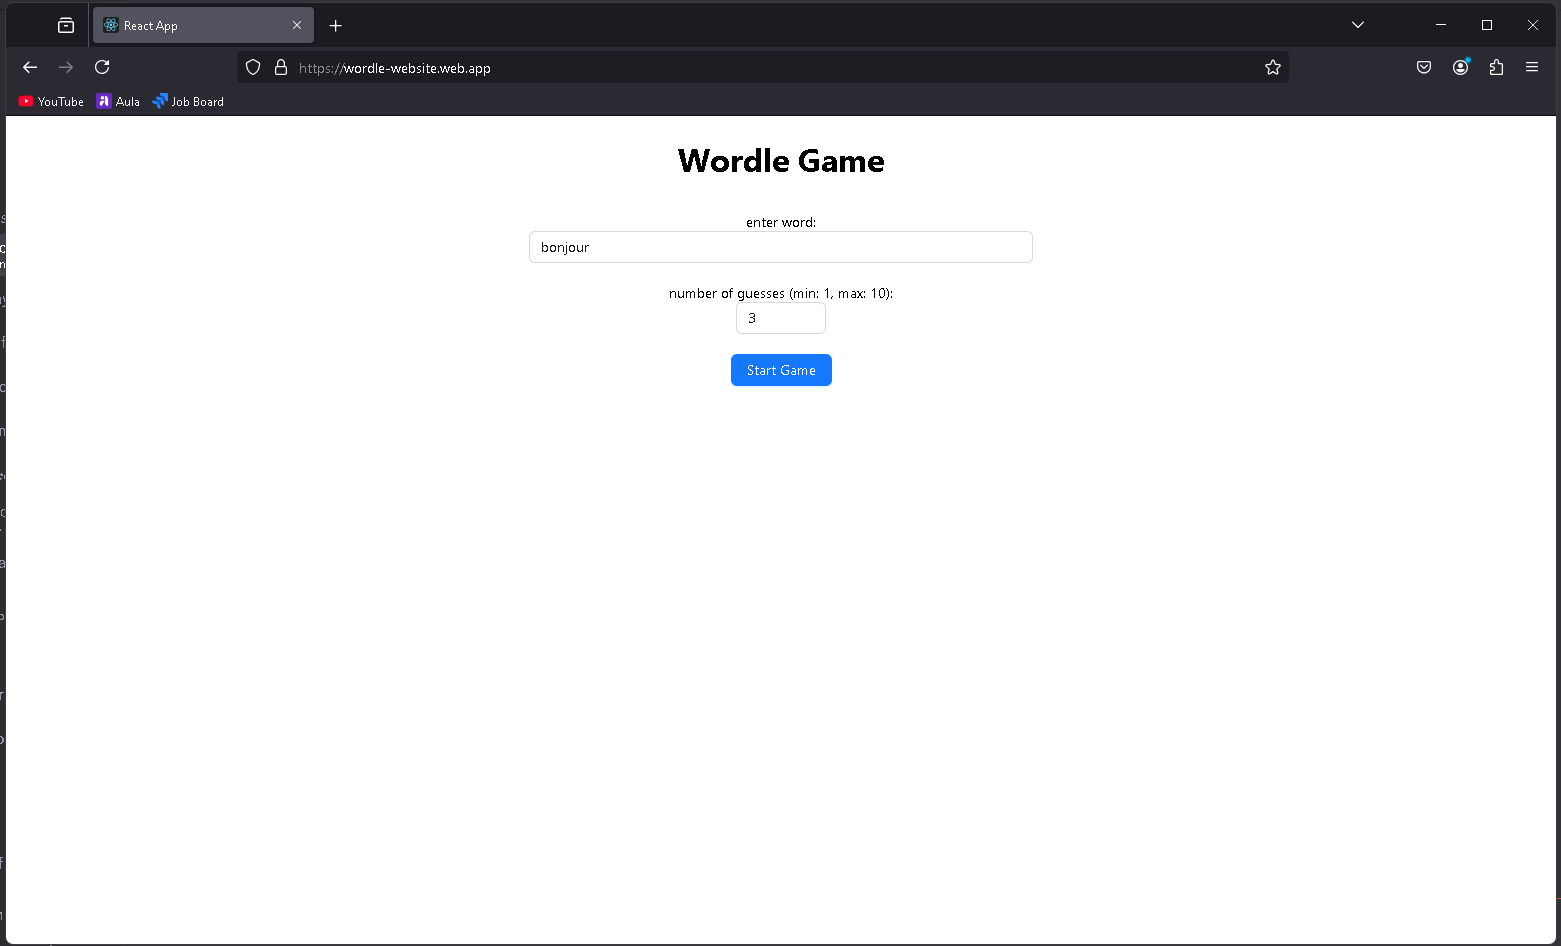 React App
https://wordle-website.web.app
YouTube Aula Job Board
Wordle Game
enter word:
bonjour
number of guesses (min: 1, max: 10):
3
Start Game